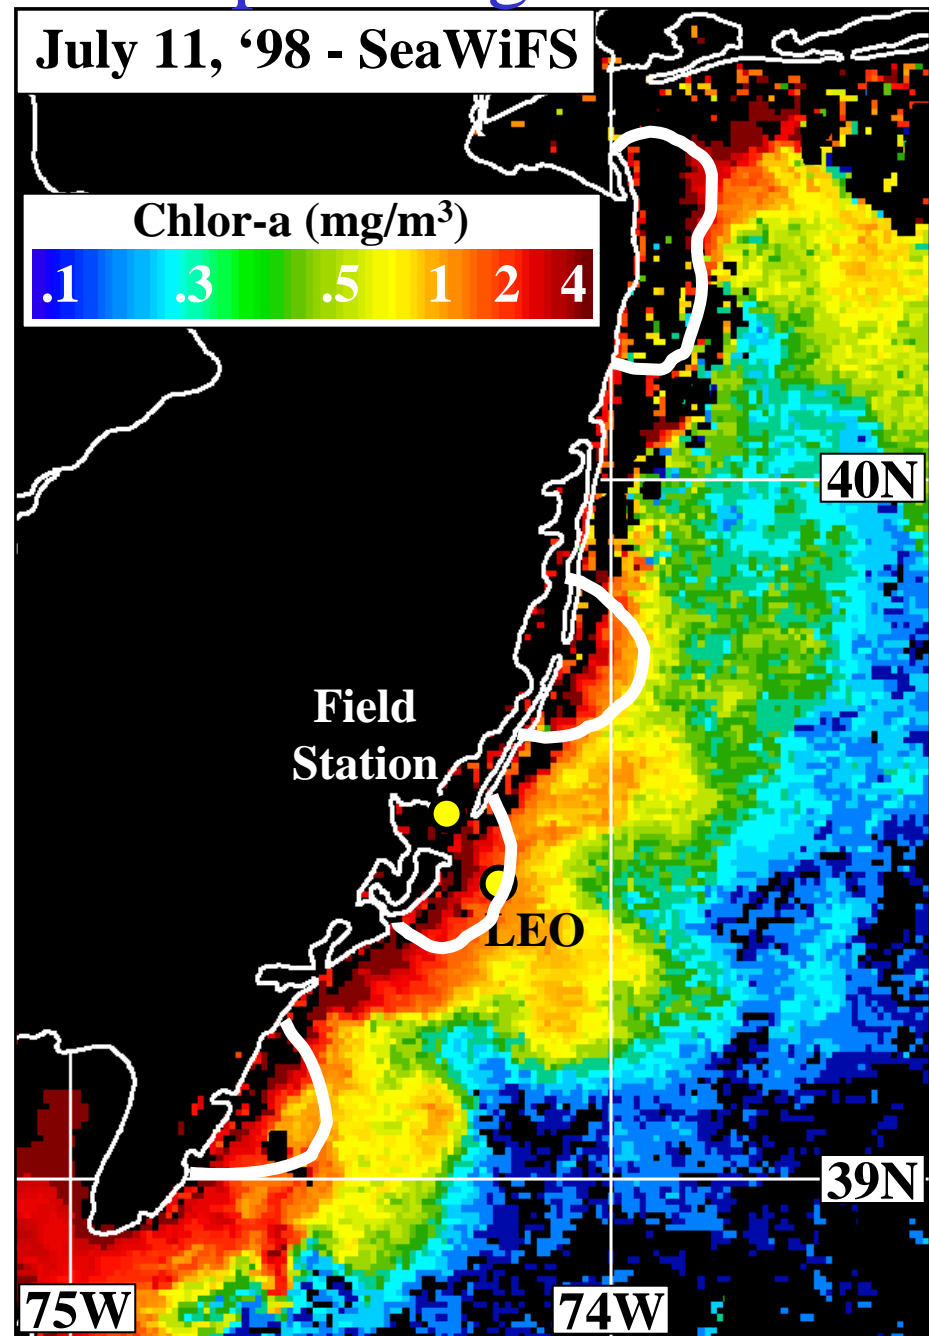 July 11, ‘98 - SeaWiFS
Chlor-a (mg/m³)
.1 .3 .5 1 2 4
40N
Field
Station
LEO
39N
75W 74W